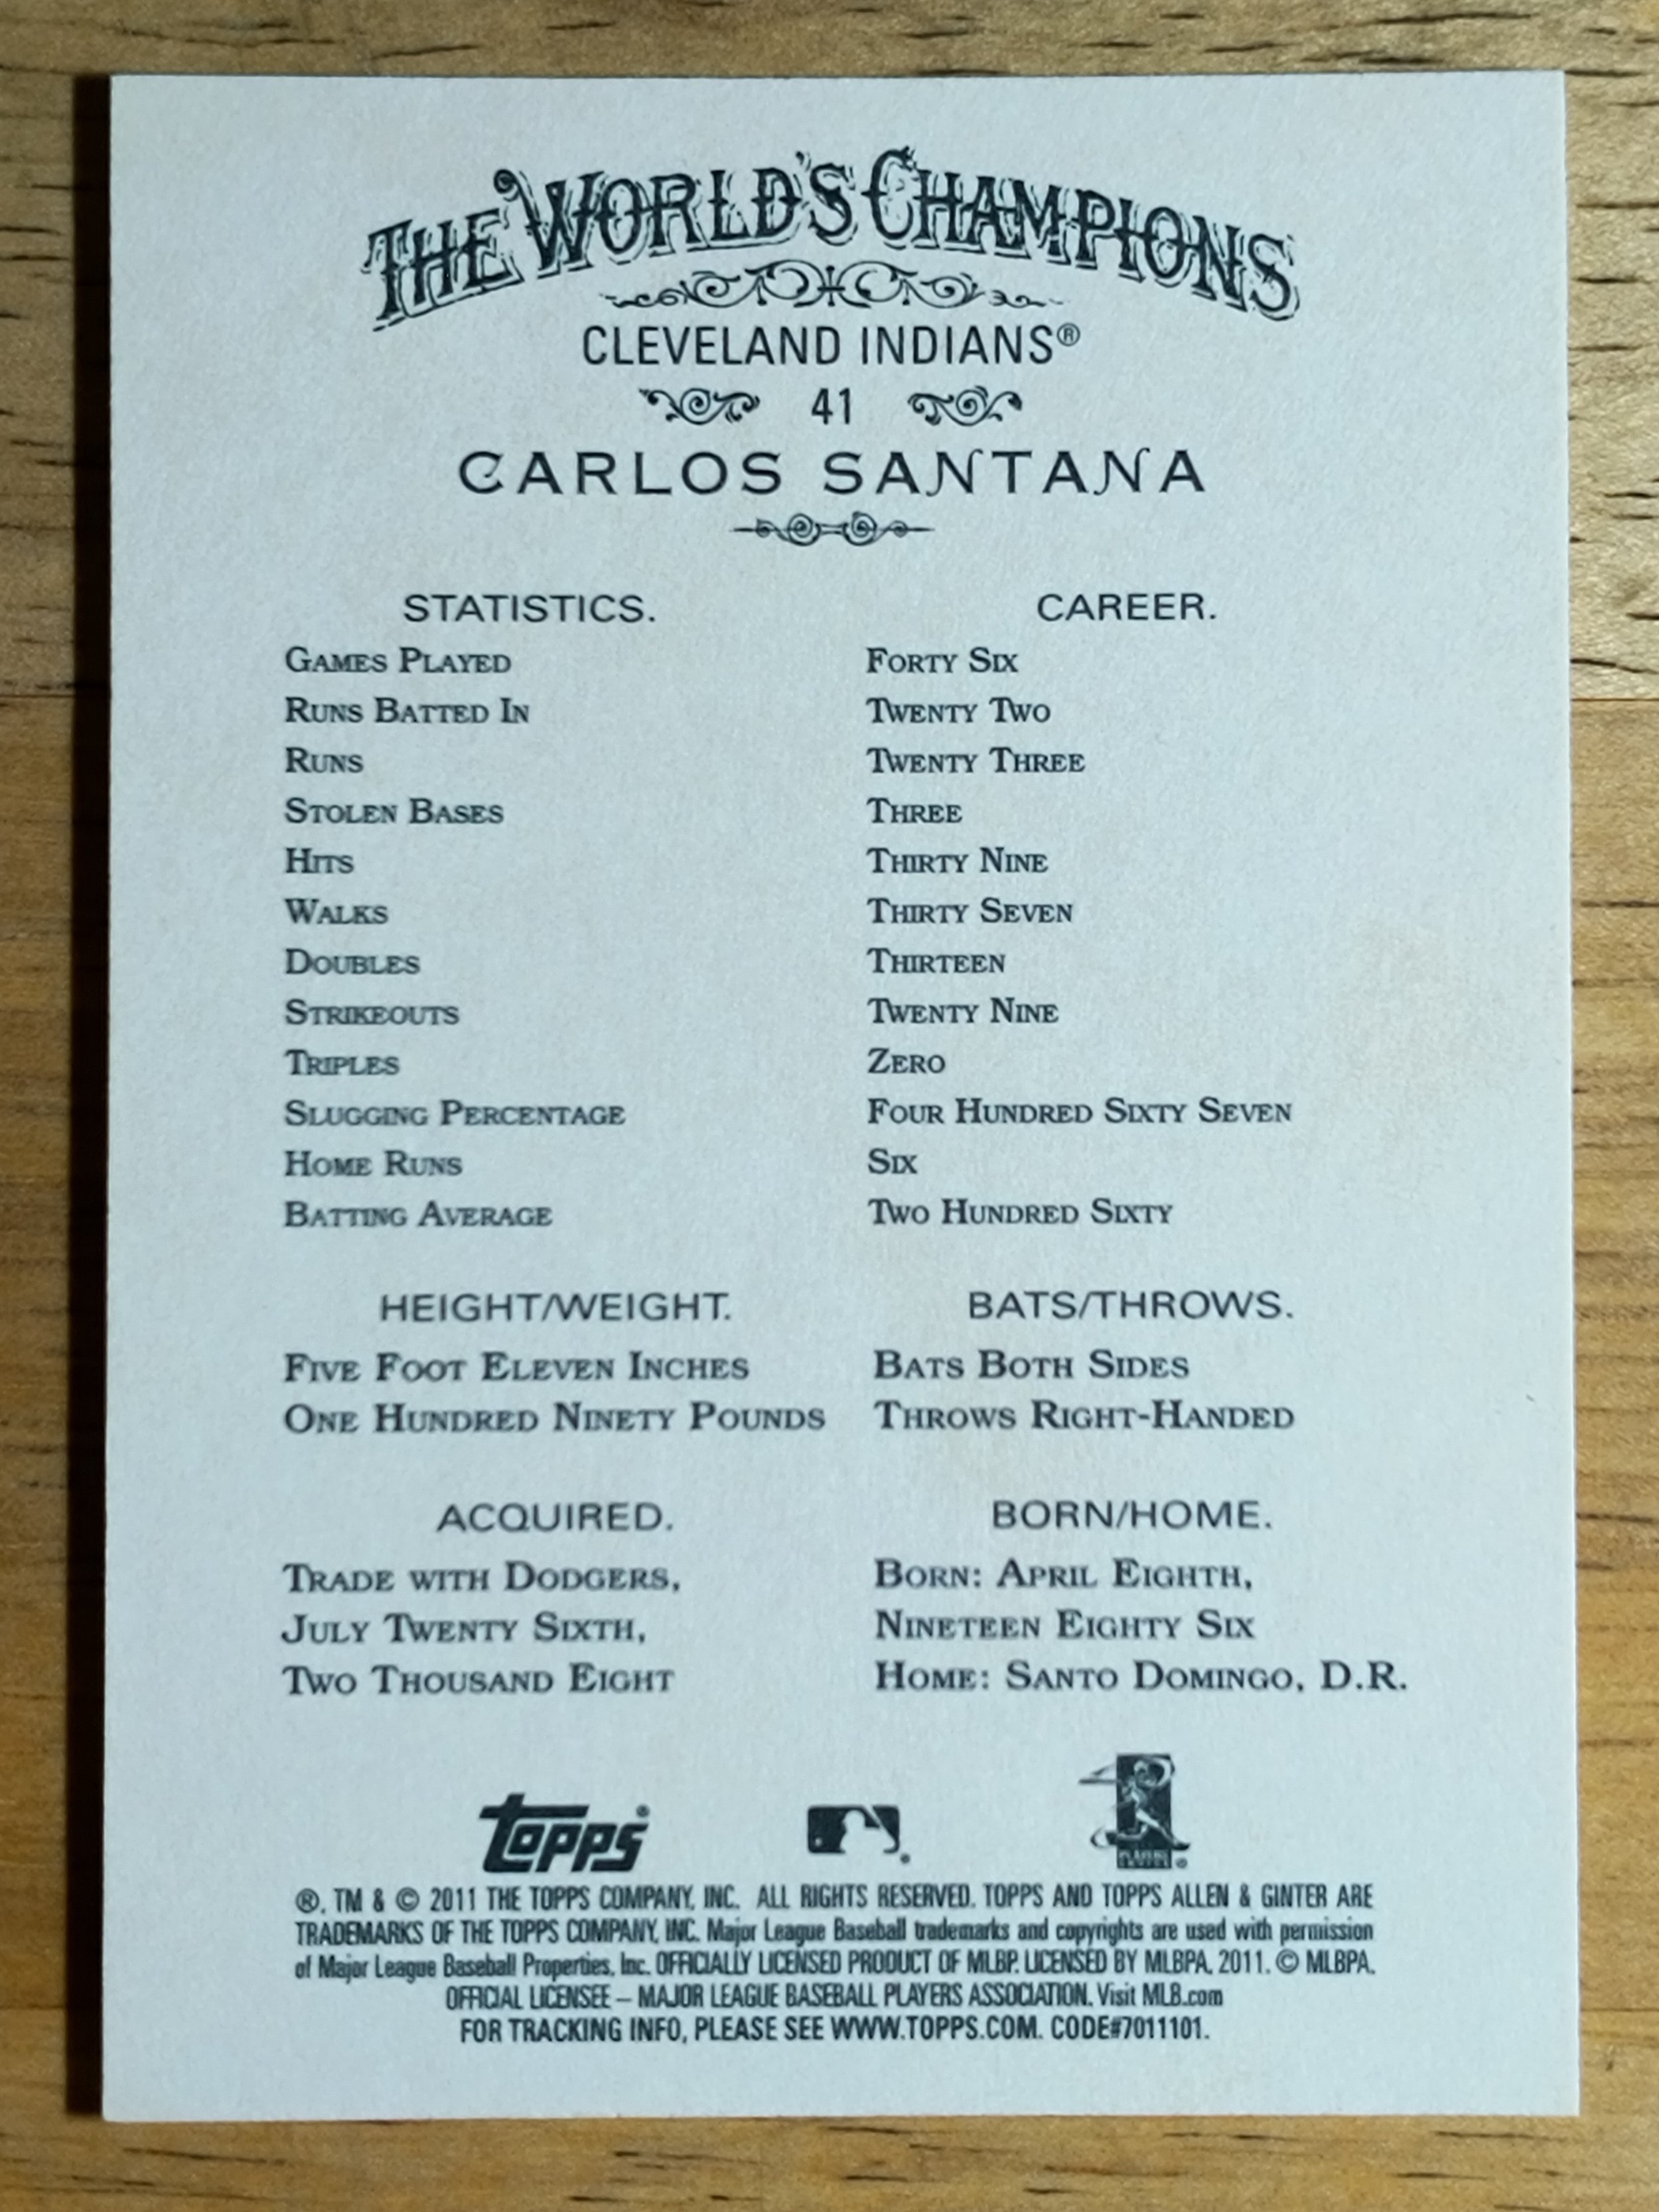 THE WORLD'S CHAMPIONS
CLEVELAND INDIANS®
41
CARLOS SANTANA
STATISTICS. CAREER.
GAMES PLAYED FORTY SIX
RUNS BATTED IN TWENTY TWO
RUNS TWENTY THREE
STOLEN BASES THREE
HITS THIRTY NINE
WALKS THIRTY SEVEN
DOUBLES THIRTEEN
STRIKEOUTS TWENTY NINE
TRIPLES ZERO
SLUGGING PERCENTAGE FOUR HUNDRED SIXTY SEVEN
HOME RUNS SIX
BATTING AVERAGE TWO HUNDRED SIXTY
HEIGHT/WEIGHT. BATS/THROWS.
FIVE FOOT ELEVEN INCHES BATS BOTH SIDES
ONE HUNDRED NINETY POUNDS THROWS RIGHT-HANDED
ACQUIRED. BORN/HOME.
TRADE WITH DODGERS, BORN: APRIL EIGHTH,
JULY TWENTY SIXTH, NINETEEN EIGHTY SIX
TWO THOUSAND EIGHT HOME: SANTO DOMINGO, D.R.
Topps®
®, TM & © 2011 THE TOPPS COMPANY, INC. ALL RIGHTS RESERVED. TOPPS AND TOPPS ALLEN & GINTER ARE
TRADEMARKS OF THE TOPPS COMPANY, INC. Major League Baseball trademarks and copyrights are used with permission
of Major League Baseball Properties, Inc. OFFICIALLY LICENSED PRODUCT OF MLBP. LICENSED BY MLBPA, 2011. © MLBPA.
OFFICIAL LICENSEE – MAJOR LEAGUE BASEBALL PLAYERS ASSOCIATION. Visit MLB.com
FOR TRACKING INFO, PLEASE SEE WWW.TOPPS.COM. CODE#7011101.